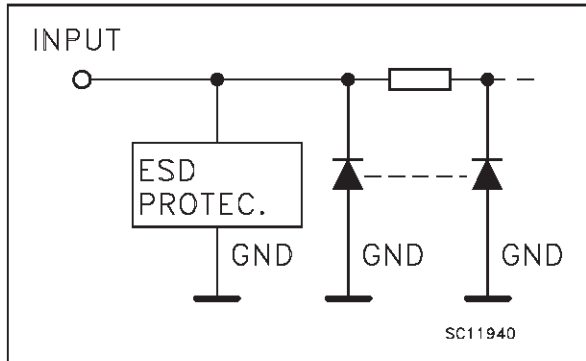 INPUT
ESD
PROTEC.
GND
GND
GND
SC11940